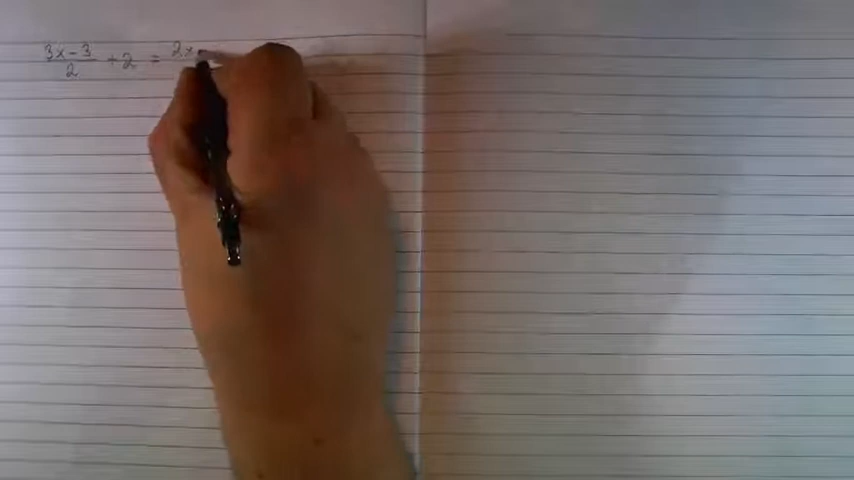 3x-3/2 + 2 = 2x